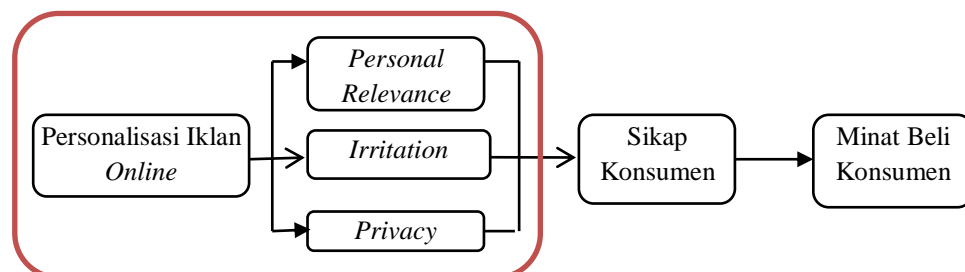 Personalisasi Iklan
Online
Personal
Relevance
Irritation
Privacy
Sikap
Konsumen
Minat Beli
Konsumen